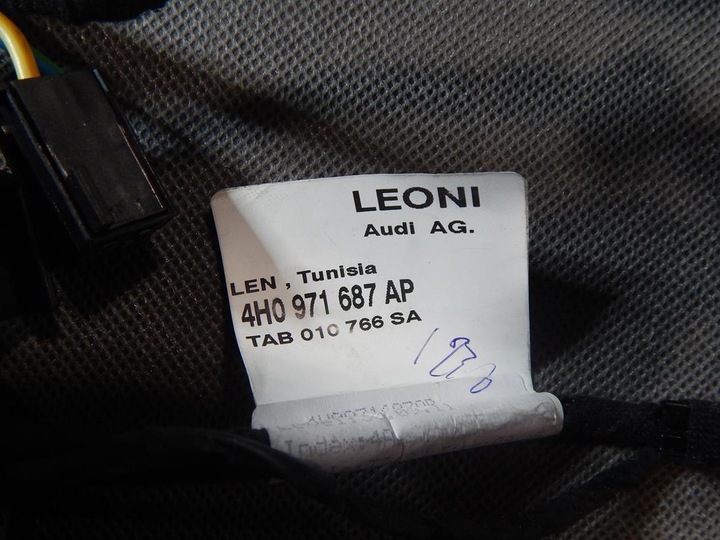 LEONI
Audi AG.
LEN , Tunisia
4H0 971 687 AP
TAB 010 766 SA